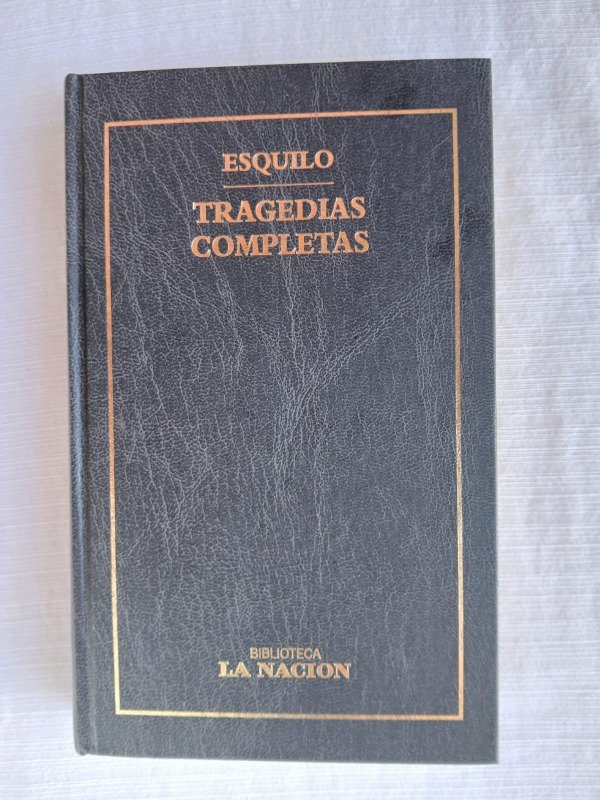 ESQUILO
TRAGEDIAS
COMPLETAS
BIBLIOTECA
LA NACION